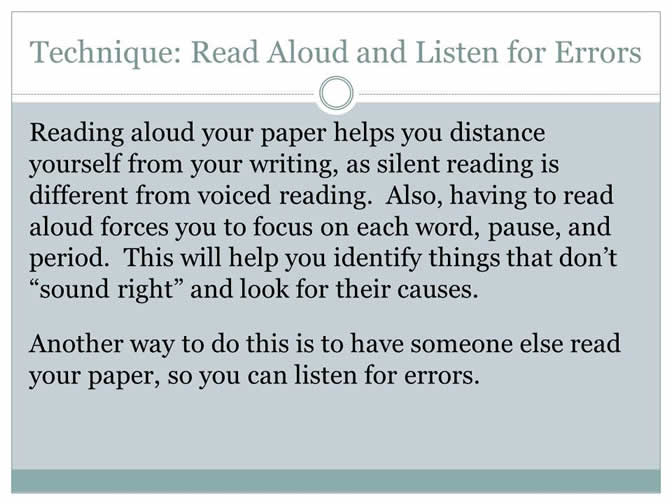 Technique: Read Aloud and Listen for Errors
Reading aloud your paper helps you distance
yourself from your writing, as silent reading is
different from voiced reading.  Also, having to read
aloud forces you to focus on each word, pause, and
period.  This will help you identify things that don’t
“sound right” and look for their causes.
Another way to do this is to have someone else read
your paper, so you can listen for errors.